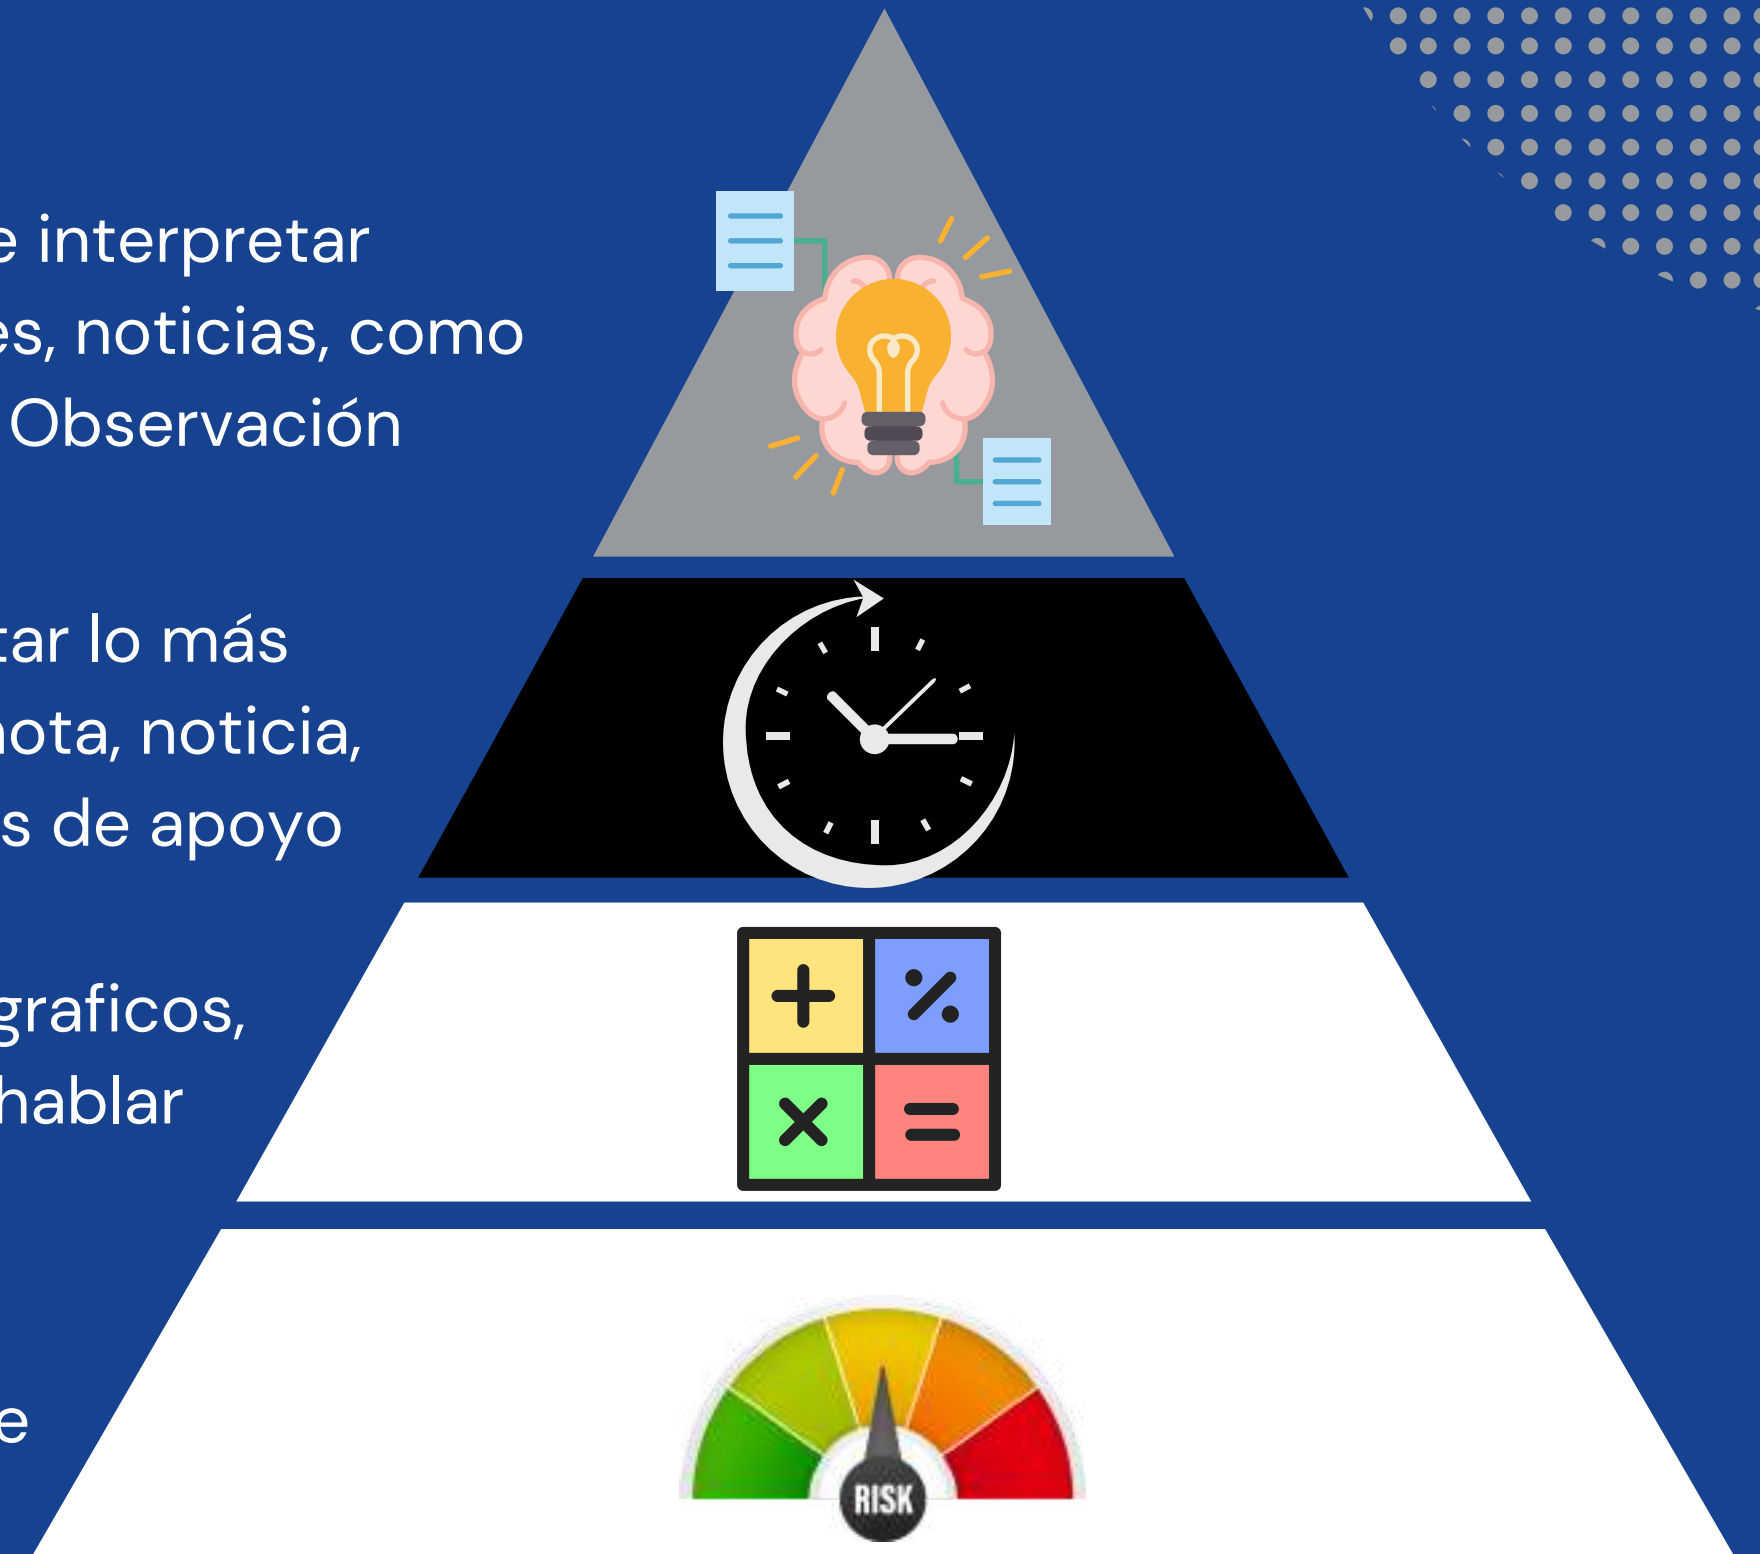 e interpretar
es, noticias, como
Observación
tar lo más
nota, noticia,
s de apoyo
graficos,
hablar
e
RISK